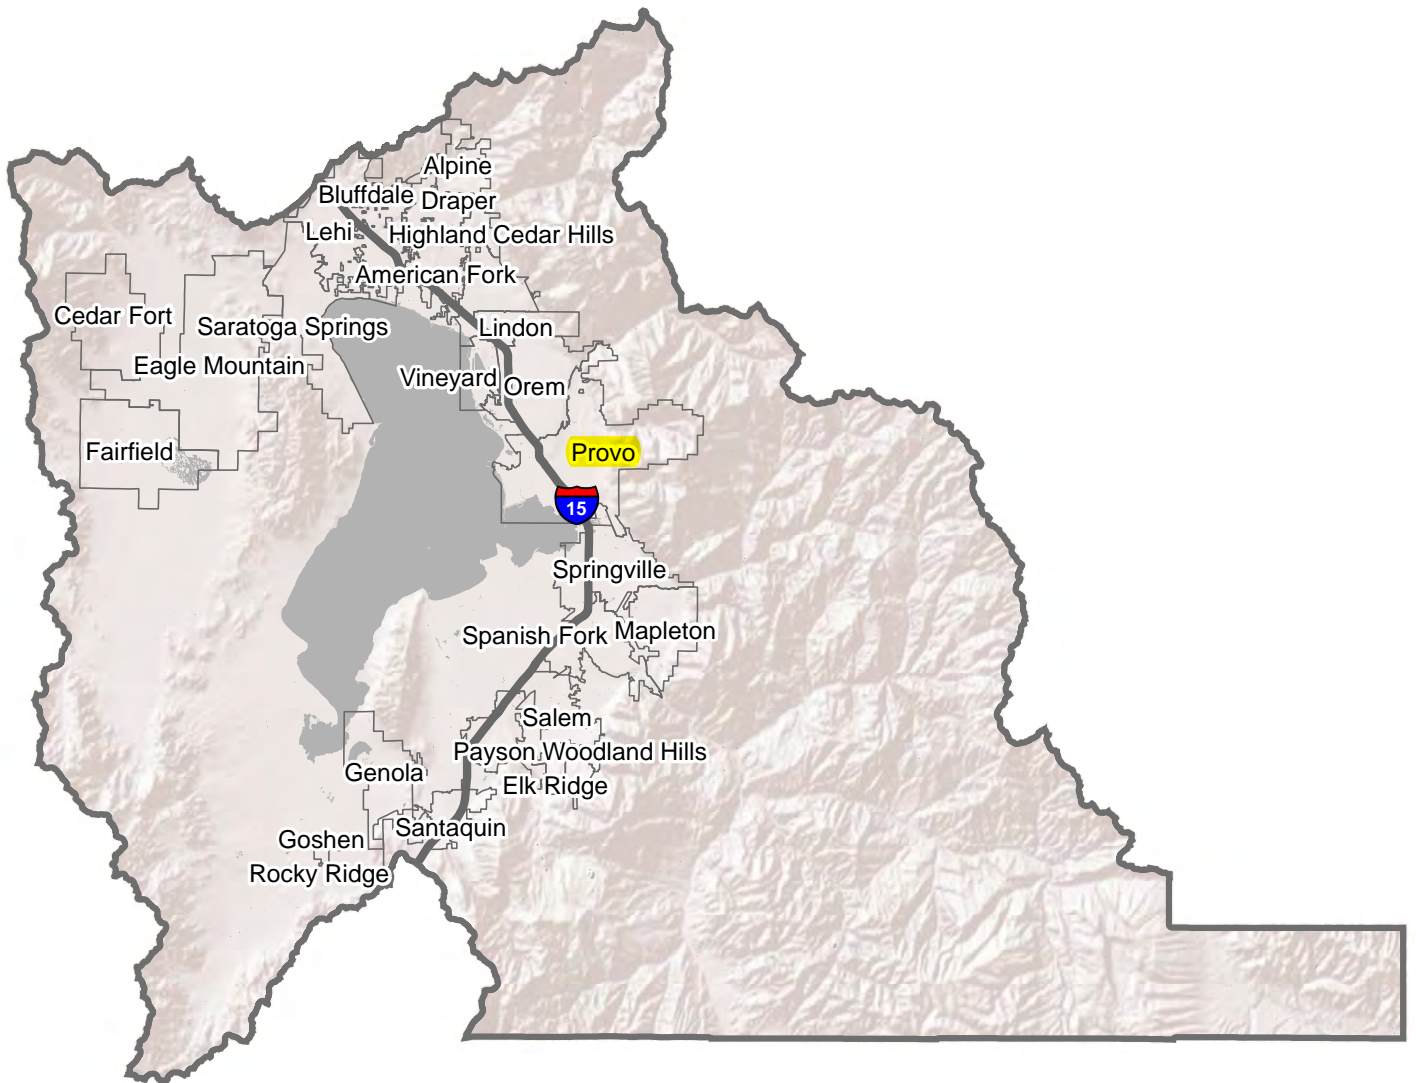 Alpine
Bluffdale
Draper
Lehi
Highland
Cedar Hills
American Fork
Cedar Fort
Saratoga Springs
Lindon
Eagle Mountain
Vineyard
Orem
Fairfield
Provo
15
Springville
Spanish Fork
Mapleton
Salem
Payson
Woodland Hills
Genola
Elk Ridge
Santaquin
Goshen
Rocky Ridge